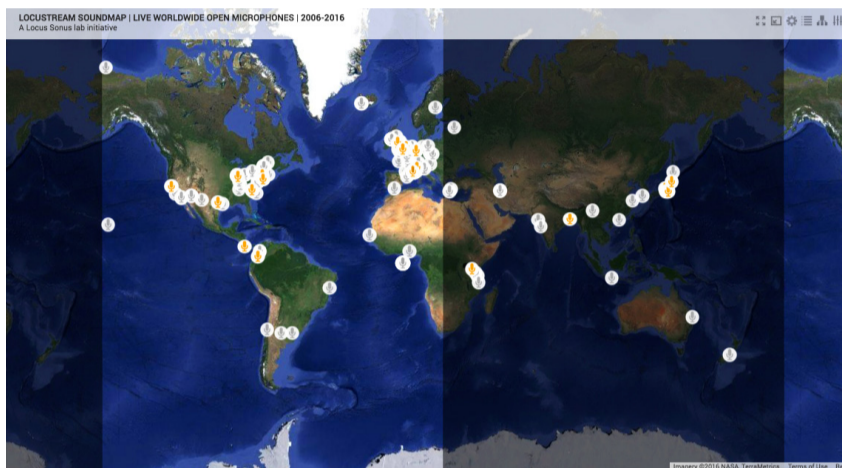 LOCUSTREAM SOUNDMAP | LIVE WORLDWIDE OPEN MICROPHONES | 2006-2016
A Locus Sonus lab initiative
Imagery ©2016 NASA, TerraMetrics Terms of Use